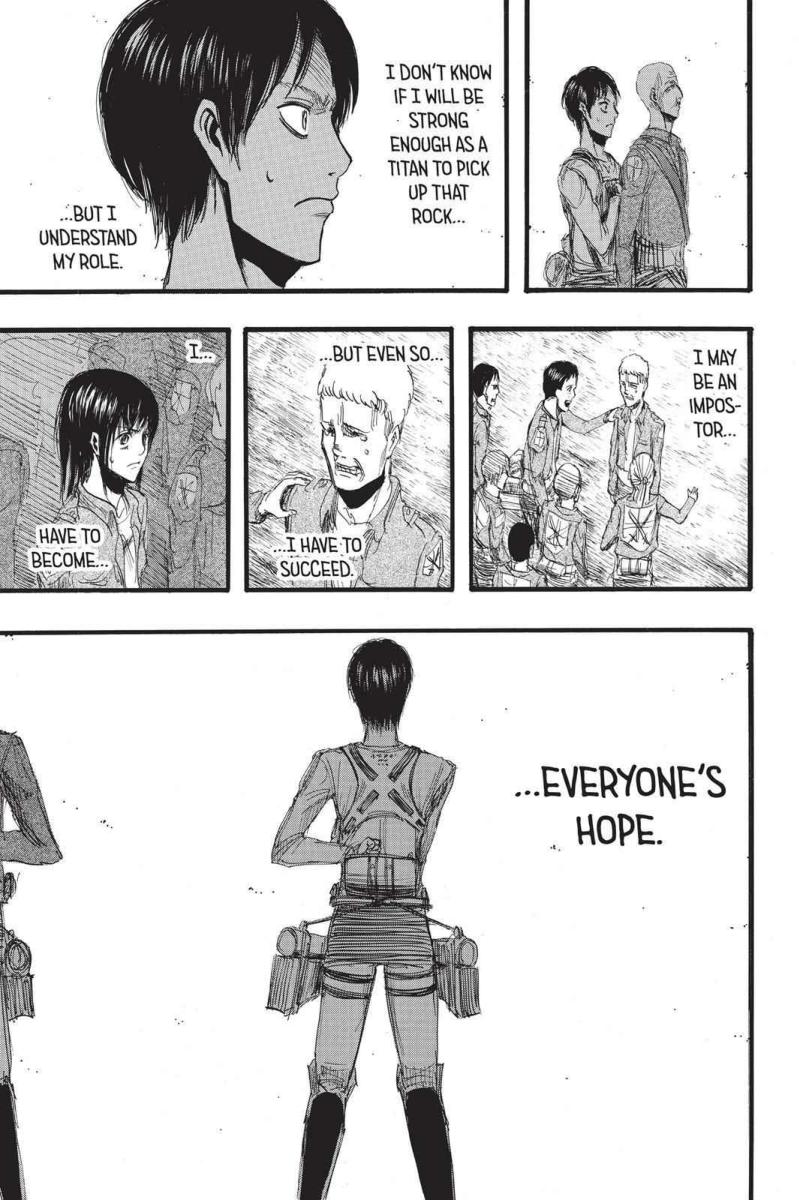 I DON'T KNOW
IF I WILL BE
STRONG
ENOUGH AS A
TITAN TO PICK
UP THAT
ROCK...
...BUT I
UNDERSTAND
MY ROLE.
I MAY
BE AN
IMPOS-
TOR...
...BUT EVEN SO...
...I HAVE TO
SUCCEED.
I...
HAVE TO
BECOME...
...EVERYONE'S
HOPE.